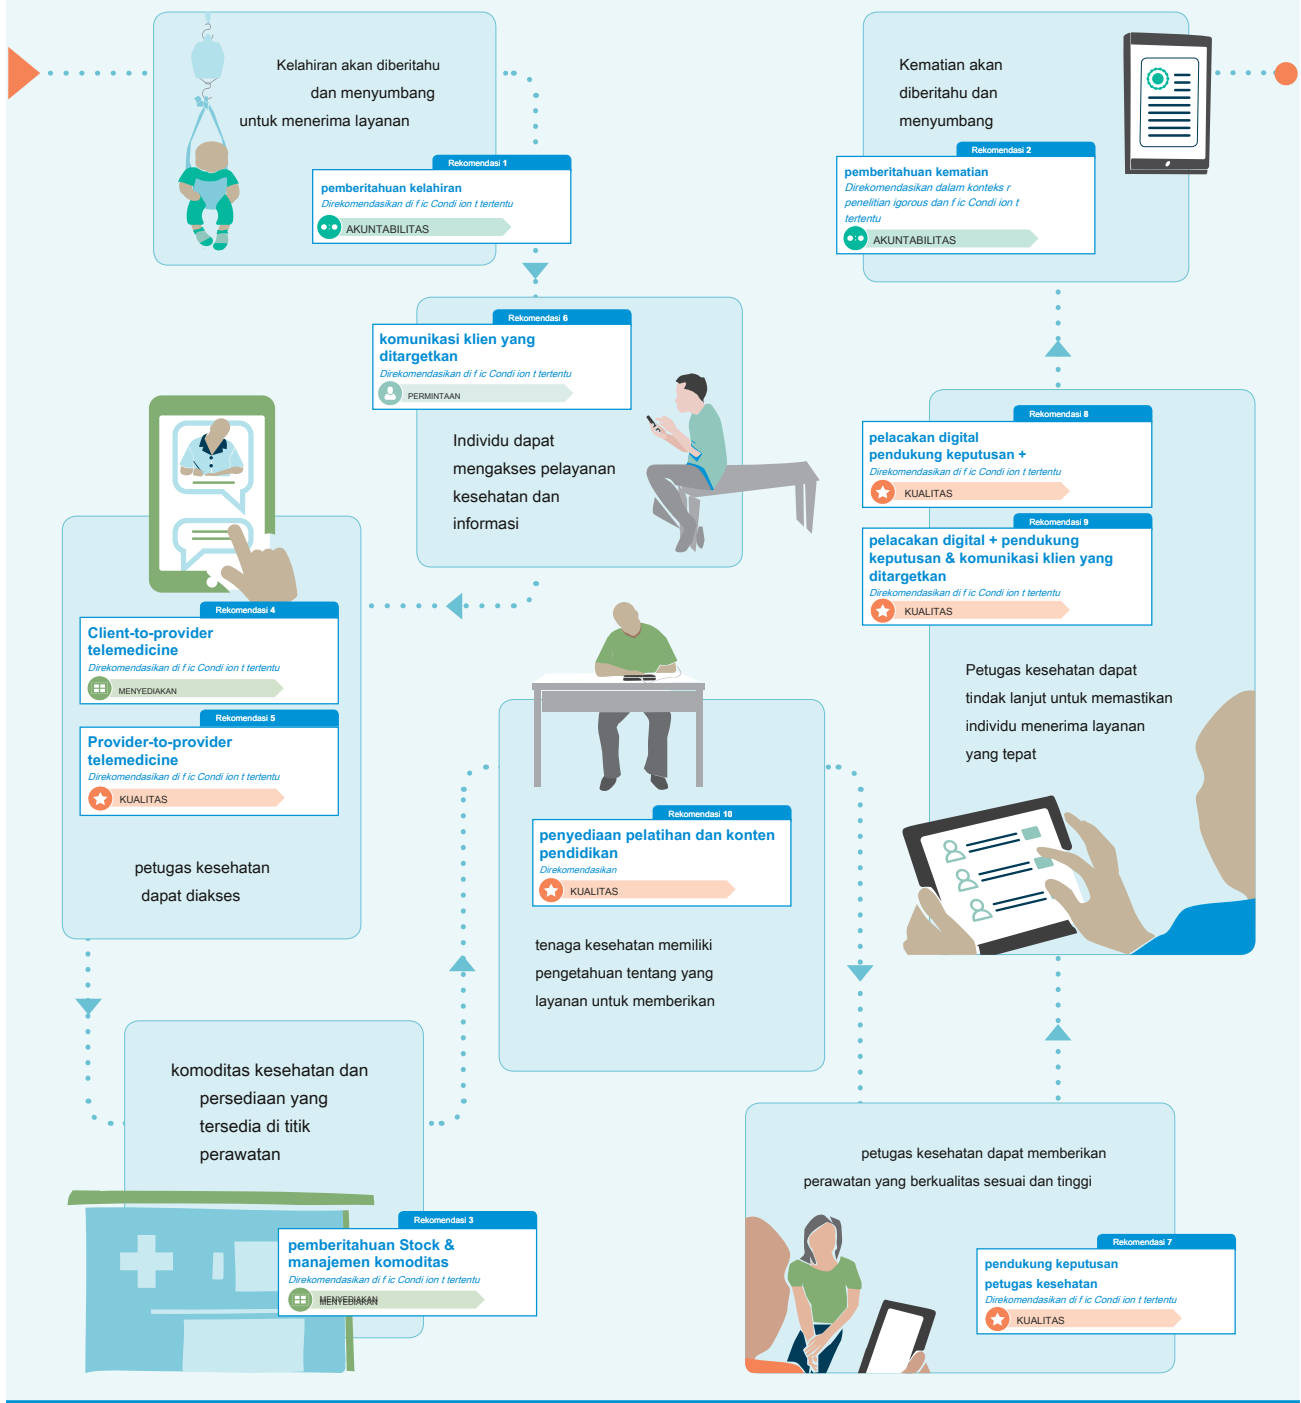 Kelahiran akan diberitahu
dan menyumbang
untuk menerima layanan
Rekomendasi 1
pemberitahuan kelahiran
Direkomendasikan di f ic Condi ion t tertentu
AKUNTABILITAS
Rekomendasi 6
komunikasi klien yang
ditargetkan
Direkomendasikan di f ic Condi ion t tertentu
PERMINTAAN
Individu dapat
mengakses pelayanan
kesehatan dan
informasi
Rekomendasi 4
Client-to-provider
telemedicine
Direkomendasikan di f ic Condi ion t tertentu
MENYEDIAKAN
Rekomendasi 5
Provider-to-provider
telemedicine
Direkomendasikan di f ic Condi ion t tertentu
KUALITAS
petugas kesehatan
dapat diakses
komoditas kesehatan dan
persediaan yang
tersedia di titik
perawatan
Rekomendasi 3
pemberitahuan Stock &
manajemen komoditas
Direkomendasikan di f ic Condi ion t tertentu
MENYEDIAKAN
Rekomendasi 10
penyediaan pelatihan dan konten
pendidikan
Direkomendasikan
KUALITAS
tenaga kesehatan memiliki
pengetahuan tentang yang
layanan untuk memberikan
petugas kesehatan dapat memberikan
perawatan yang berkualitas sesuai dan tinggi
Rekomendasi 7
pendukung keputusan
petugas kesehatan
Direkomendasikan di f ic Condi ion t tertentu
KUALITAS
Rekomendasi 8
pelacakan digital
pendukung keputusan +
Direkomendasikan di f ic Condi ion t tertentu
KUALITAS
Rekomendasi 9
pelacakan digital + pendukung
keputusan & komunikasi klien yang
ditargetkan
Direkomendasikan di f ic Condi ion t tertentu
KUALITAS
Petugas kesehatan dapat
tindak lanjut untuk memastikan
individu menerima layanan
yang tepat
Kematian akan
diberitahu dan
menyumbang
Rekomendasi 2
pemberitahuan kematian
Direkomendasikan dalam konteks r
penelitian igorous dan f ic Condi ion t
tertentu
AKUNTABILITAS